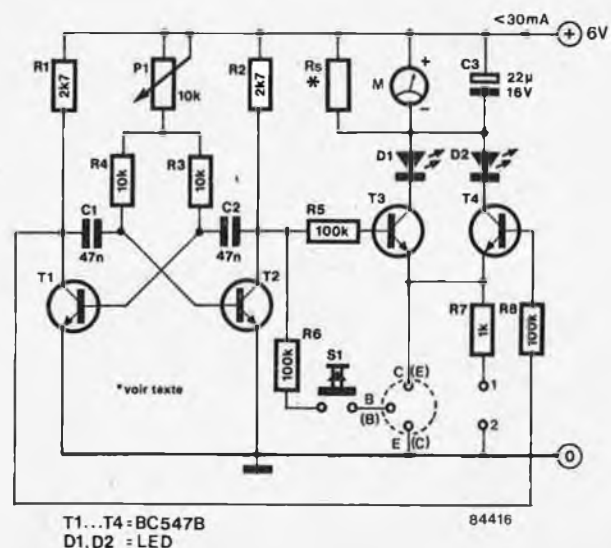 <30mA
6V
R1
2k7
P1
10k
R2
2k7
Rs
*
M
+
–
C3
22µ
16V
R4
10k
R3
10k
D1
D2
C1
47n
C2
47n
R5
100k
T3
T4
T1
T2
R6
100k
S1
R7
1k
R8
100k
C (E)
B
(B)
E (C)
1
2
*voir texte
+
0
T1...T4=BC547B
D1,D2 = LED
84416